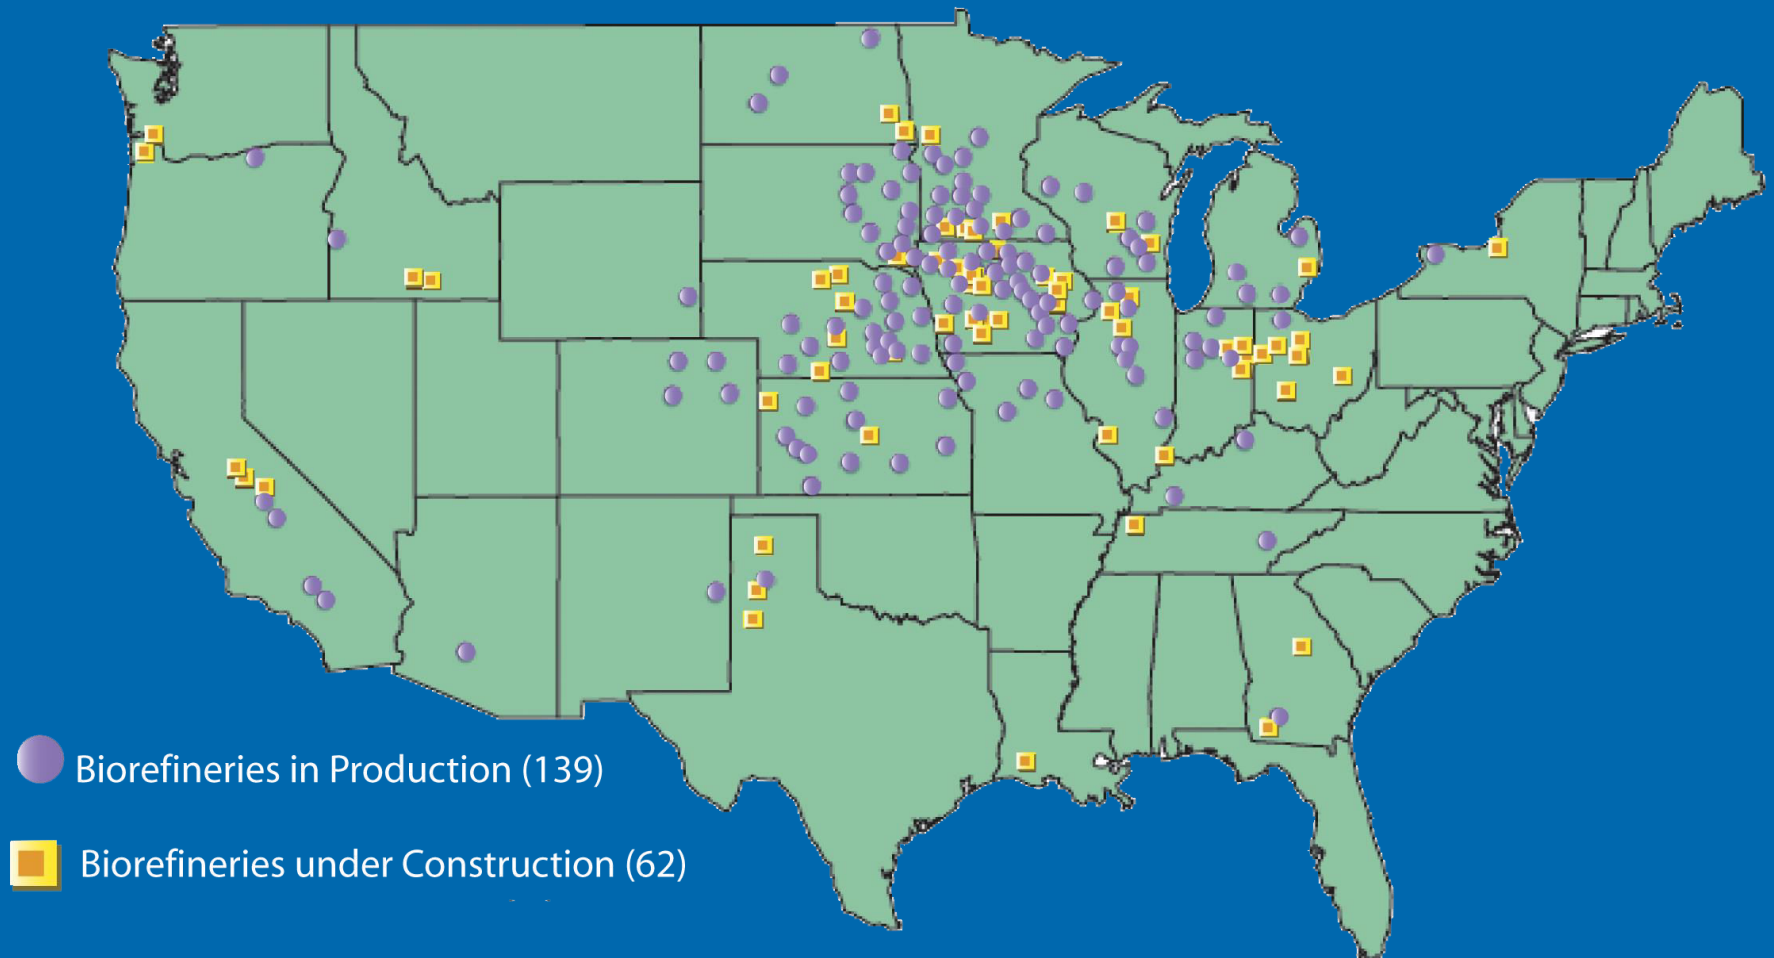 Biorefineries in Production (139)
Biorefineries under Construction (62)